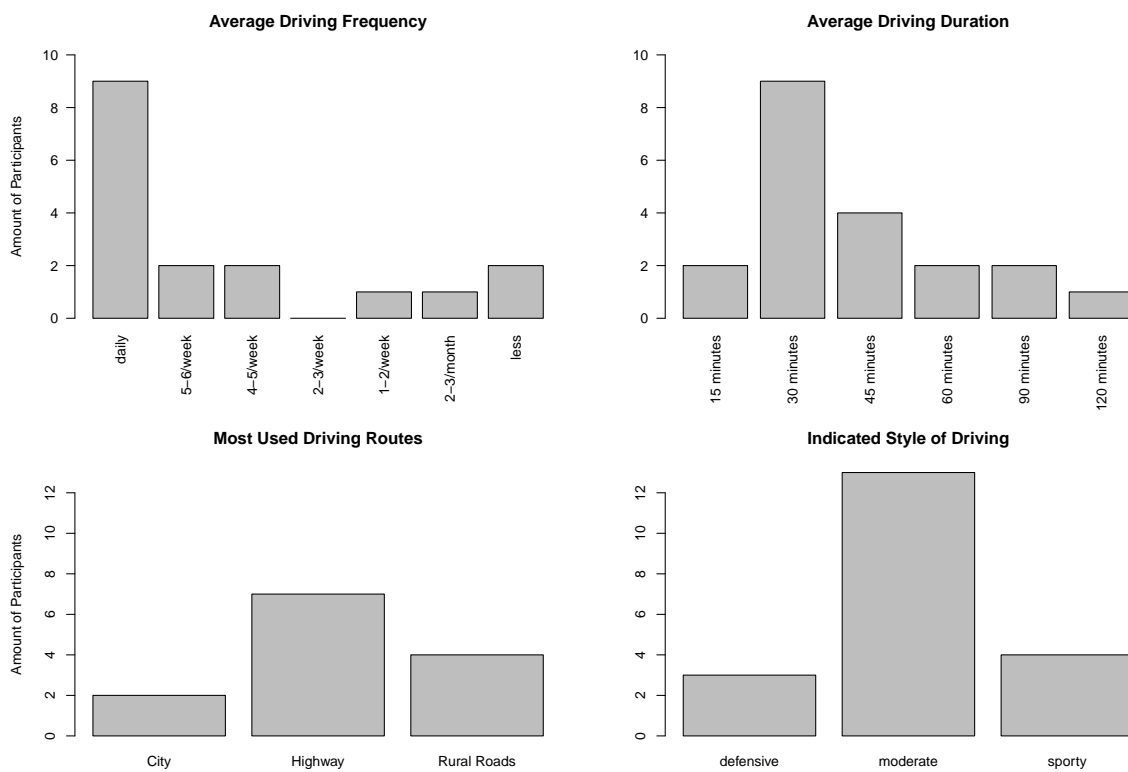 Average Driving Frequency
Amount of Participants
10
8
6
4
2
0
daily
5−6/week
4−5/week
2−3/week
1−2/week
2−3/month
less
Average Driving Duration
10
8
6
4
2
0
15 minutes
30 minutes
45 minutes
60 minutes
90 minutes
120 minutes
Most Used Driving Routes
Amount of Participants
12
10
8
6
4
2
0
City
Highway
Rural Roads
Indicated Style of Driving
12
10
8
6
4
2
0
defensive
moderate
sporty